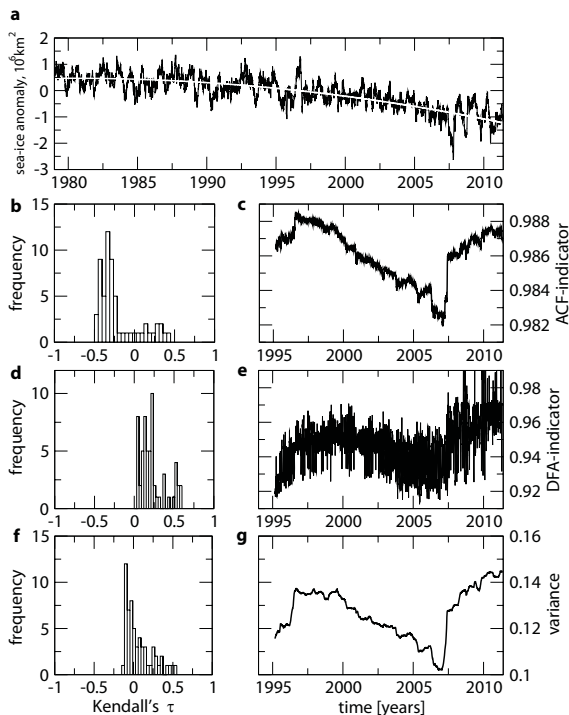 a
sea-ice anomaly, 10⁶km²
2
1
0
-1
-2
-3
1980 1985 1990 1995 2000 2005 2010
b
frequency
15
10
5
0
-1 -0.5 0 0.5 1
c
0.988
0.986
0.984
0.982
ACF-indicator
1995 2000 2005 2010
d
frequency
10
5
0
-1 -0.5 0 0.5 1
e
0.98
0.96
0.94
0.92
DFA-indicator
1995 2000 2005 2010
f
frequency
15
10
5
0
-1 -0.5 0 0.5 1
Kendall's τ
g
0.16
0.14
0.12
0.1
variance
1995 2000 2005 2010
time [years]